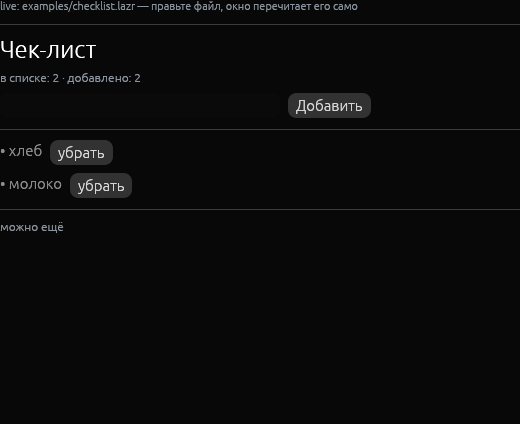 live: examples/checklist.lazr — правьте файл, окно перечитает его само
Чек-лист
в списке: 2 · добавлено: 2
Добавить
• хлеб убрать
• молоко убрать
можно ещё